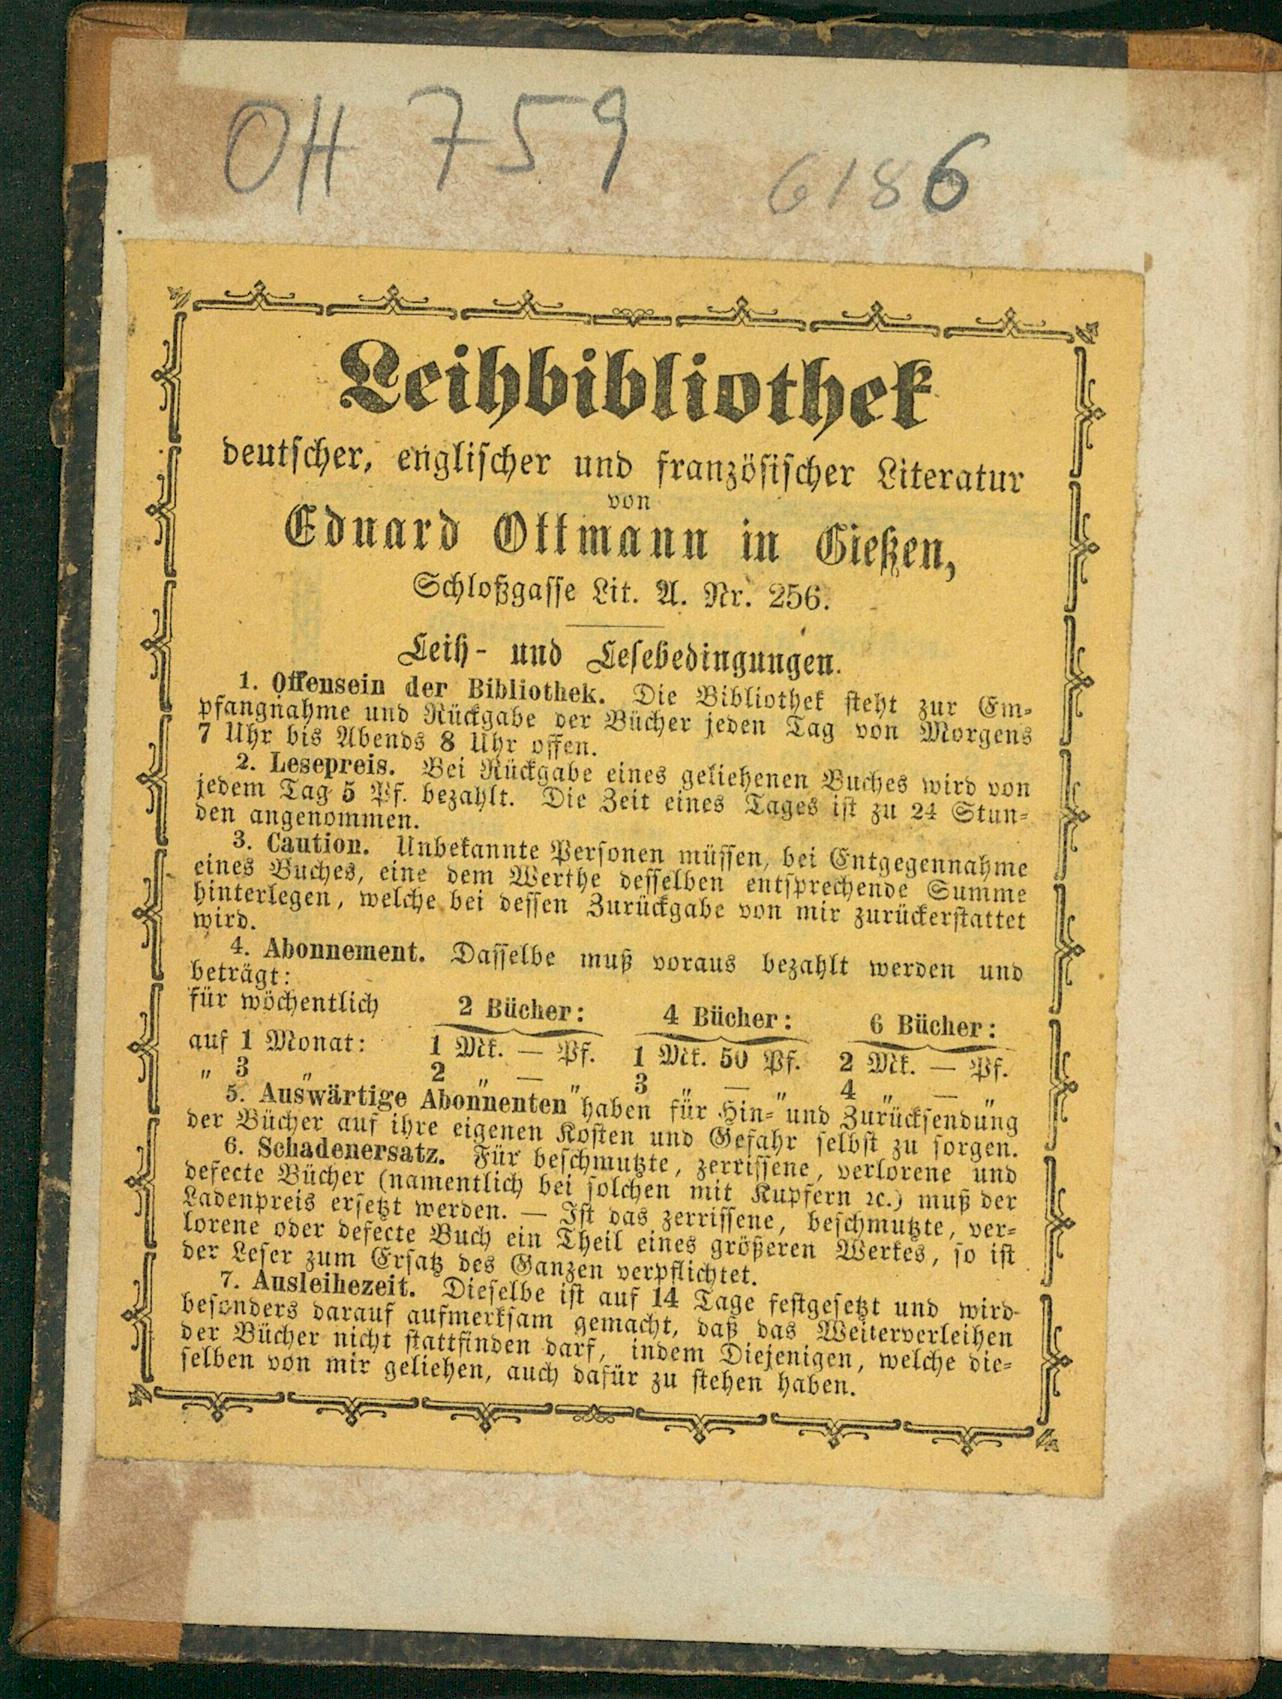 OH 759 6186
Leihbibliothek
deutscher, englischer und französischer Literatur
von
Eduard Ottmann in Gießen,
Schloßgasse Lit. A. Nr. 256.
Leih- und Lesebedingungen.
1. Offensein der Bibliothek. Die Bibliothek steht zur Em-
pfangnahme und Rückgabe der Bücher jeden Tag von Morgens
7 Uhr bis Abends 8 Uhr offen.
2. Lesepreis. Bei Rückgabe eines geliehenen Buches wird von
jedem Tag 5 Pf. bezahlt. Die Zeit eines Tages ist zu 24 Stun-
den angenommen.
3. Caution. Unbekannte Personen müssen, bei Entgegennahme
eines Buches, eine dem Werthe desselben entsprechende Summe
hinterlegen, welche bei dessen Zurückgabe von mir zurückerstattet
wird.
4. Abonnement. Dasselbe muß voraus bezahlt werden und
beträgt:
für wöchentlich 2 Bücher: 4 Bücher: 6 Bücher:
auf 1 Monat: 1 Mk. — Pf. 1 Mk. 50 Pf. 2 Mk. — Pf.
„ 3 „ 2 „ — „ 3 „ — „ 4 „ — „
5. Auswärtige Abonnenten haben für Hin- und Zurücksendung
der Bücher auf ihre eigenen Kosten und Gefahr selbst zu sorgen.
6. Schadenersatz. Für beschmutzte, zerrissene, verlorene und
defecte Bücher (namentlich bei solchen mit Kupfern ꝛc.) muß der
Ladenpreis ersetzt werden. — Ist das zerrissene, beschmutzte, ver-
lorene oder defecte Buch ein Theil eines größeren Werkes, so ist
der Leser zum Ersatz des Ganzen verpflichtet.
7. Ausleihezeit. Dieselbe ist auf 14 Tage festgesetzt und wird
besonders darauf aufmerksam gemacht, daß das Weiterverleihen
der Bücher nicht stattfinden darf, indem Diejenigen, welche die-
selben von mir geliehen, auch dafür zu stehen haben.